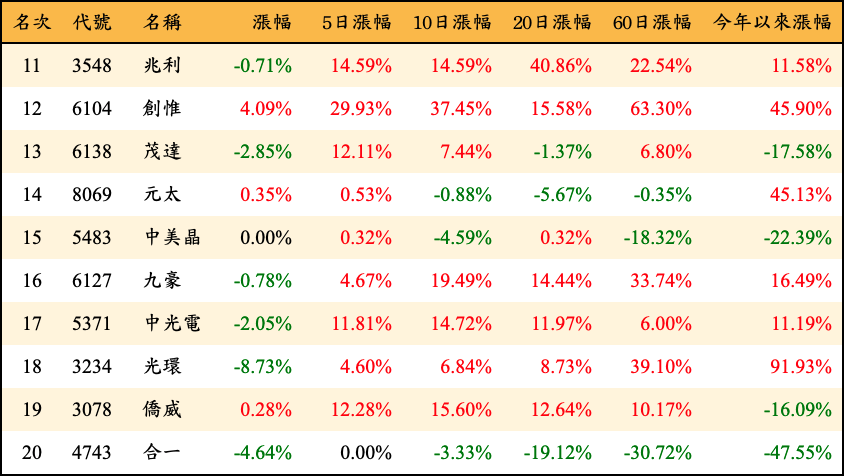 名次 代號 名稱 漲幅 5日漲幅 10日漲幅 20日漲幅 60日漲幅 今年以來漲幅
11 3548 兆利 -0.71% 14.59% 14.59% 40.86% 22.54% 11.58%
12 6104 創惟 4.09% 29.93% 37.45% 15.58% 63.30% 45.90%
13 6138 茂達 -2.85% 12.11% 7.44% -1.37% 6.80% -17.58%
14 8069 元太 0.35% 0.53% -0.88% -5.67% -0.35% 45.13%
15 5483 中美晶 0.00% 0.32% -4.59% 0.32% -18.32% -22.39%
16 6127 九豪 -0.78% 4.67% 19.49% 14.44% 33.74% 16.49%
17 5371 中光電 -2.05% 11.81% 14.72% 11.97% 6.00% 11.19%
18 3234 光環 -8.73% 4.60% 6.84% 8.73% 39.10% 91.93%
19 3078 僑威 0.28% 12.28% 15.60% 12.64% 10.17% -16.09%
20 4743 合一 -4.64% 0.00% -3.33% -19.12% -30.72% -47.55%